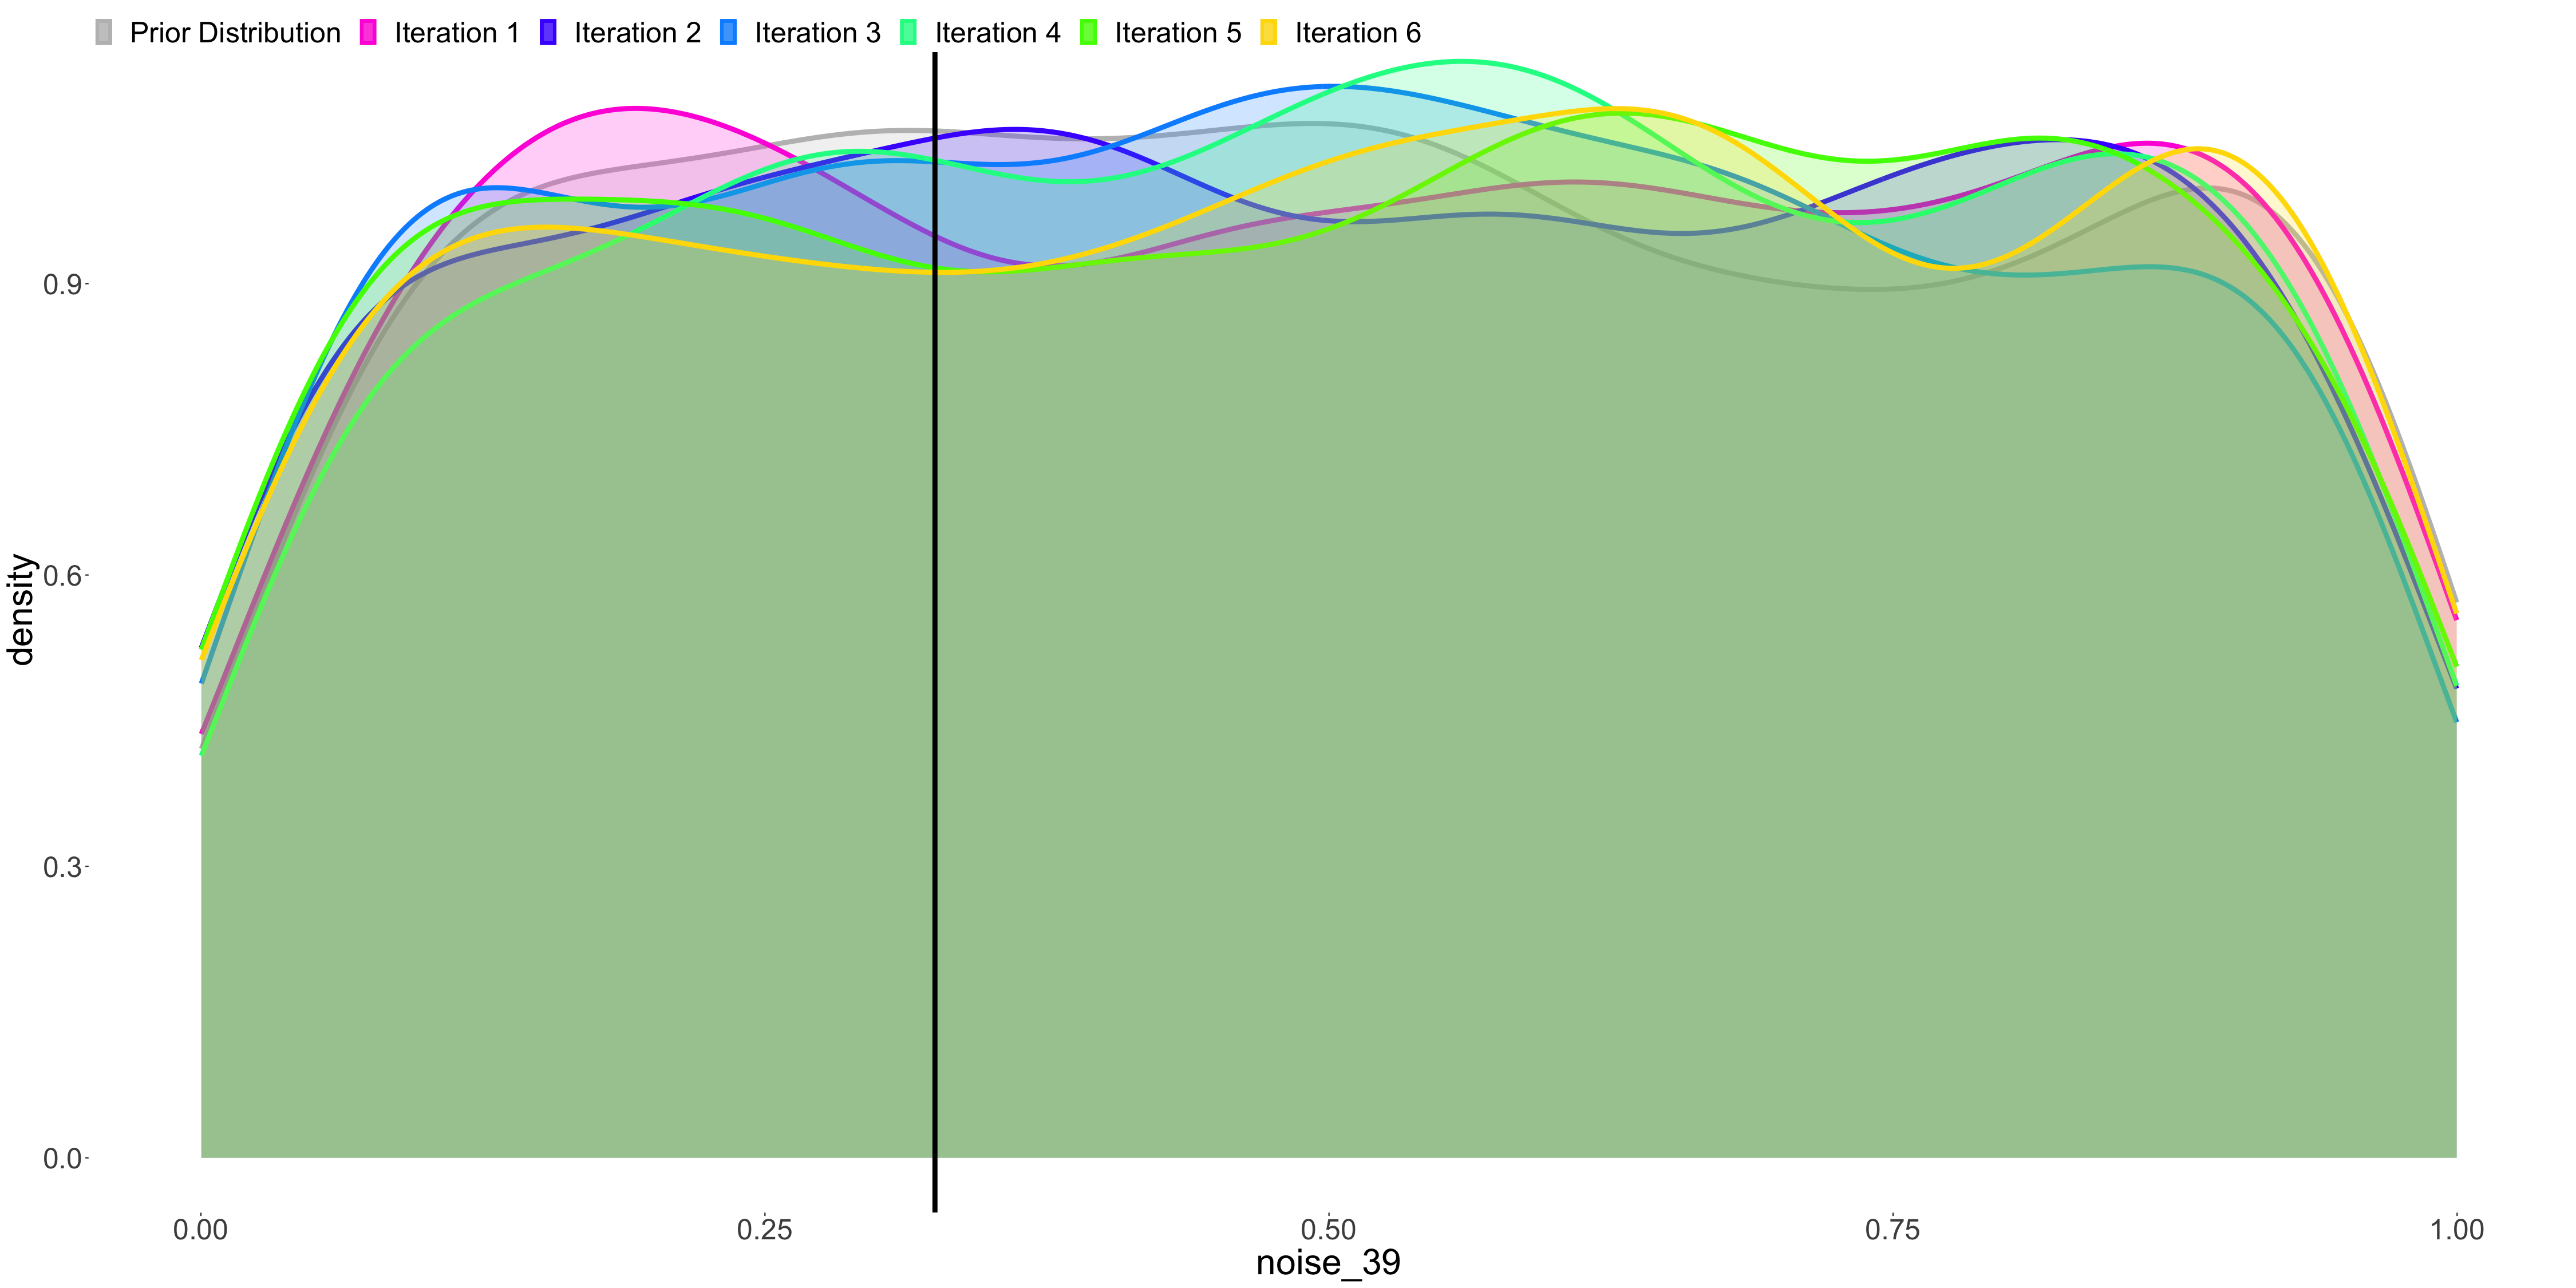 Prior Distribution Iteration 1 Iteration 2 Iteration 3 Iteration 4 Iteration 5 Iteration 6
density
0.9
0.6
0.3
0.0
0.00 0.25 0.50 0.75 1.00
noise_39